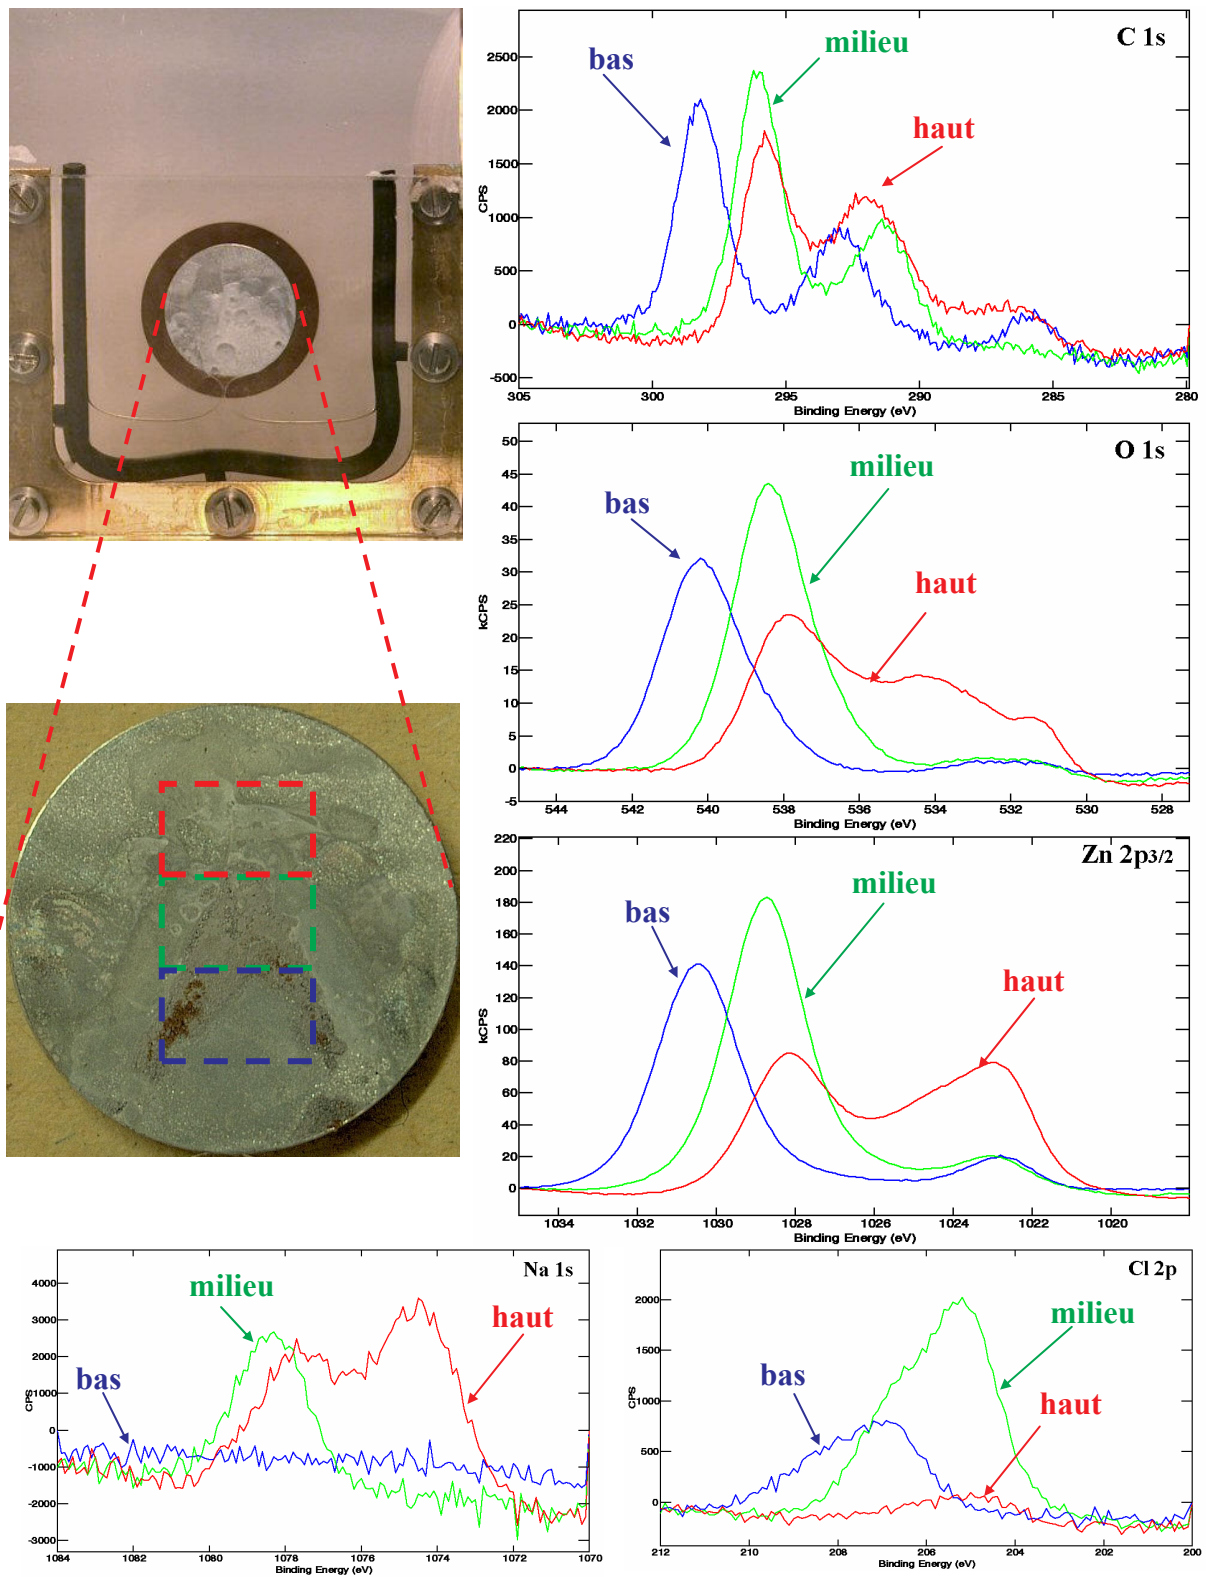 C 1s
bas
milieu
haut
CPS
2500
2000
1500
1000
500
0
-500
305 300 295 290 285 280
Binding Energy (eV)
O 1s
bas
milieu
haut
kCPS
50
45
40
35
30
25
20
15
10
5
0
-5
544 542 540 538 536 534 532 530 528
Binding Energy (eV)
Zn 2p3/2
bas
milieu
haut
kCPS
220
200
180
160
140
120
100
80
60
40
20
0
1034 1032 1030 1028 1026 1024 1022 1020
Binding Energy (eV)
Na 1s
milieu
haut
bas
CPS
4000
3000
2000
1000
0
-1000
-2000
-3000
1084 1082 1080 1078 1076 1074 1072 1070
Binding Energy (eV)
Cl 2p
milieu
bas
haut
CPS
2000
1500
1000
500
0
212 210 208 206 204 202 200
Binding Energy (eV)